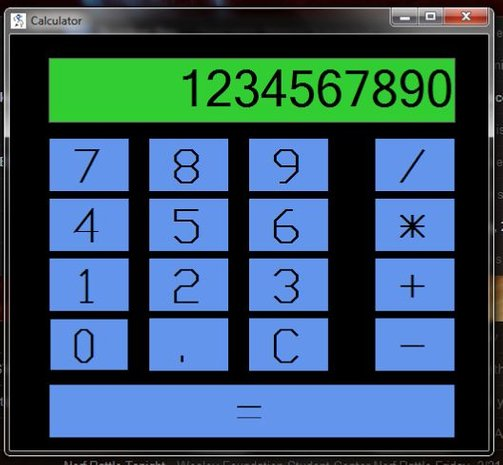 Calculator
1234567890
7 8 9 /
4 5 6 *
1 2 3 +
0 . C -
=